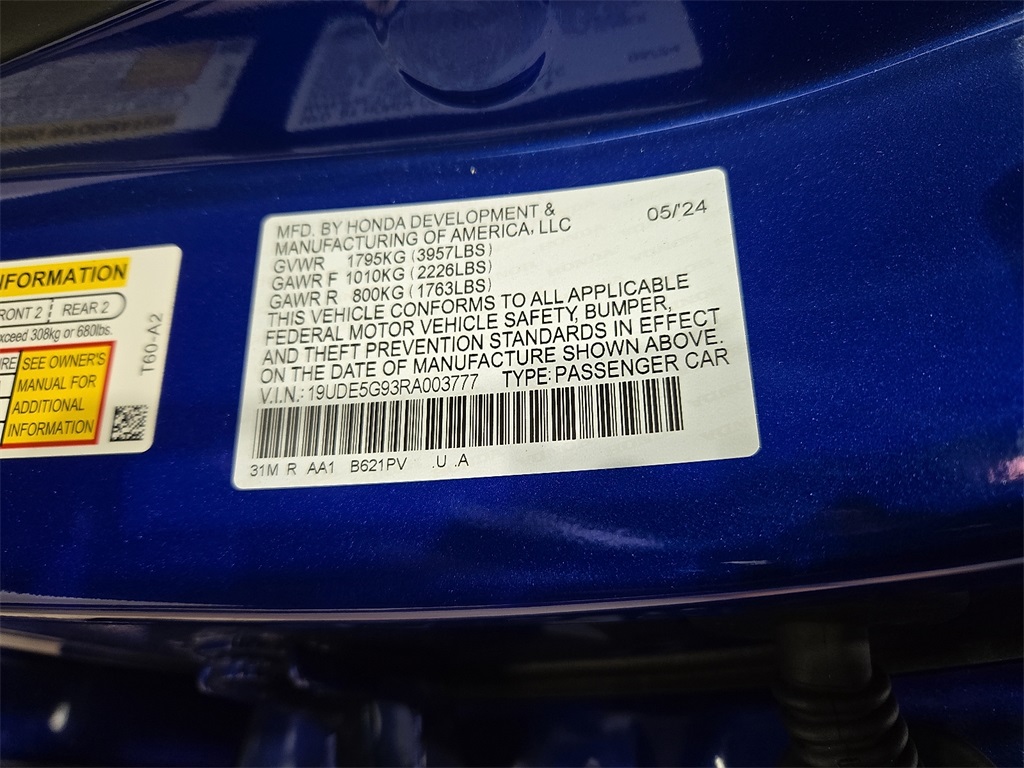 NFORMATION
RONT 2 REAR 2
xceed 308kg or 680lbs.
RE SEE OWNER'S
MANUAL FOR
ADDITIONAL
INFORMATION
T60-A2
MFD. BY HONDA DEVELOPMENT & 05/'24
MANUFACTURING OF AMERICA, LLC
GVWR 1795KG (3957LBS)
GAWR F 1010KG (2226LBS)
GAWR R 800KG (1763LBS)
THIS VEHICLE CONFORMS TO ALL APPLICABLE
FEDERAL MOTOR VEHICLE SAFETY, BUMPER,
AND THEFT PREVENTION STANDARDS IN EFFECT
ON THE DATE OF MANUFACTURE SHOWN ABOVE.
V.I.N.: 19UDE5G93RA003777 TYPE: PASSENGER CAR
31M R AA1 B621PV .U .A